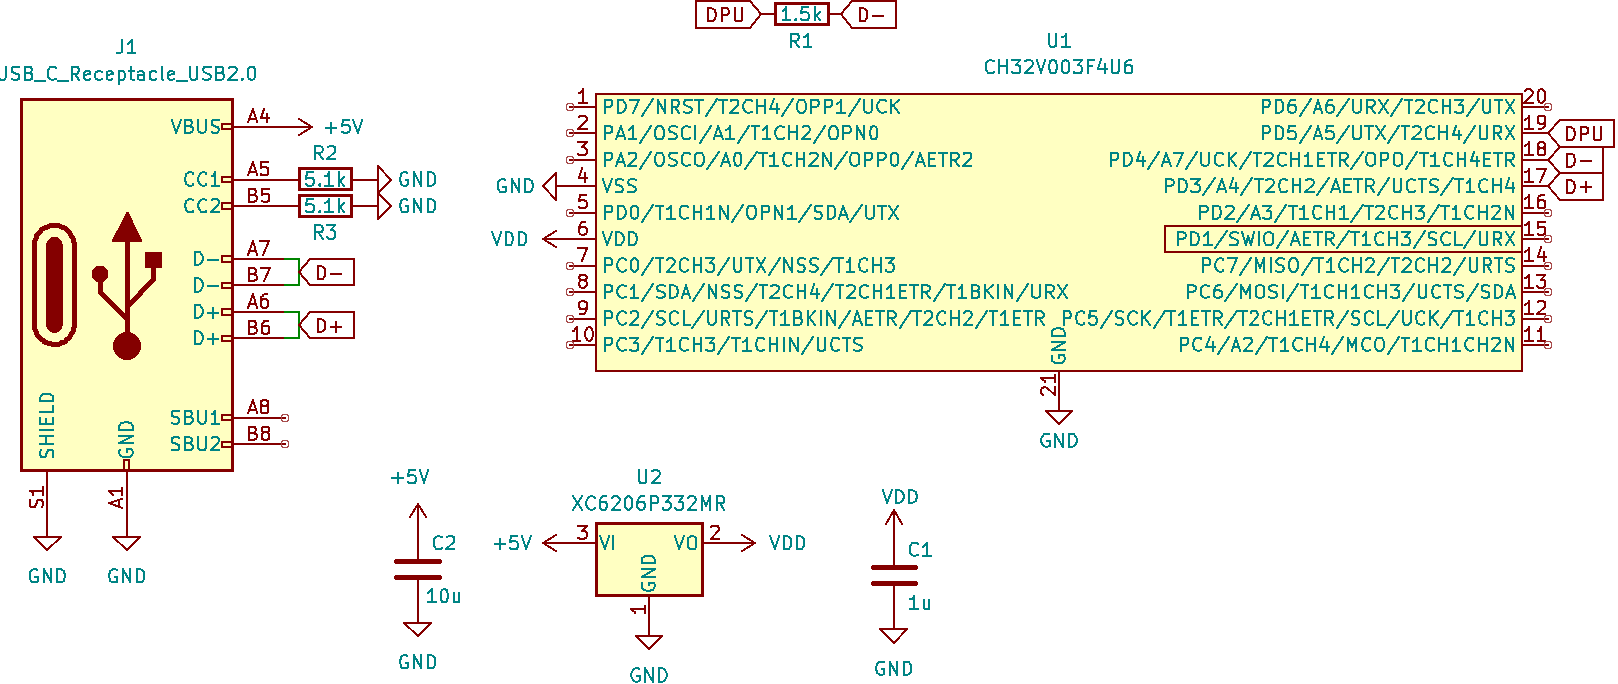 DPU 1.5k D-
R1
J1
USB_C_Receptacle_USB2.0
VBUS A4 +5V
R2
CC1 A5 5.1k GND
CC2 B5 5.1k GND
R3
D- A7
D- B7 D-
D+ A6
D+ B6 D+
SBU1 A8
SBU2 B8
SHIELD
GND
S1
A1
GND
GND
U1
CH32V003F4U6
1 PD7/NRST/T2CH4/OPP1/UCK
2 PA1/OSCI/A1/T1CH2/OPN0
3 PA2/OSCO/A0/T1CH2N/OPP0/AETR2
GND 4 VSS
5 PD0/T1CH1N/OPN1/SDA/UTX
VDD 6 VDD
7 PC0/T2CH3/UTX/NSS/T1CH3
8 PC1/SDA/NSS/T2CH4/T2CH1ETR/T1BKIN/URX
9 PC2/SCL/URTS/T1BKIN/AETR/T2CH2/T1ETR
10 PC3/T1CH3/T1CHIN/UCTS
PD6/A6/URX/T2CH3/UTX 20
PD5/A5/UTX/T2CH4/URX 19 DPU
PD4/A7/UCK/T2CH1ETR/OPO/T1CH4ETR 18 D-
PD3/A4/T2CH2/AETR/UCTS/T1CH4 17 D+
PD2/A3/T1CH1/T2CH3/T1CH2N 16
PD1/SWIO/AETR/T1CH3/SCL/URX 15
PC7/MISO/T1CH2/T2CH2/URTS 14
PC6/MOSI/T1CH1CH3/UCTS/SDA 13
PC5/SCK/T1ETR/T2CH1ETR/SCL/UCK/T1CH3 12
PC4/A2/T1CH4/MCO/T1CH1CH2N 11
GND
21
GND
+5V
C2
10u
GND
U2
XC6206P332MR
+5V 3 VI VO 2 VDD
GND
1
GND
VDD
C1
1u
GND